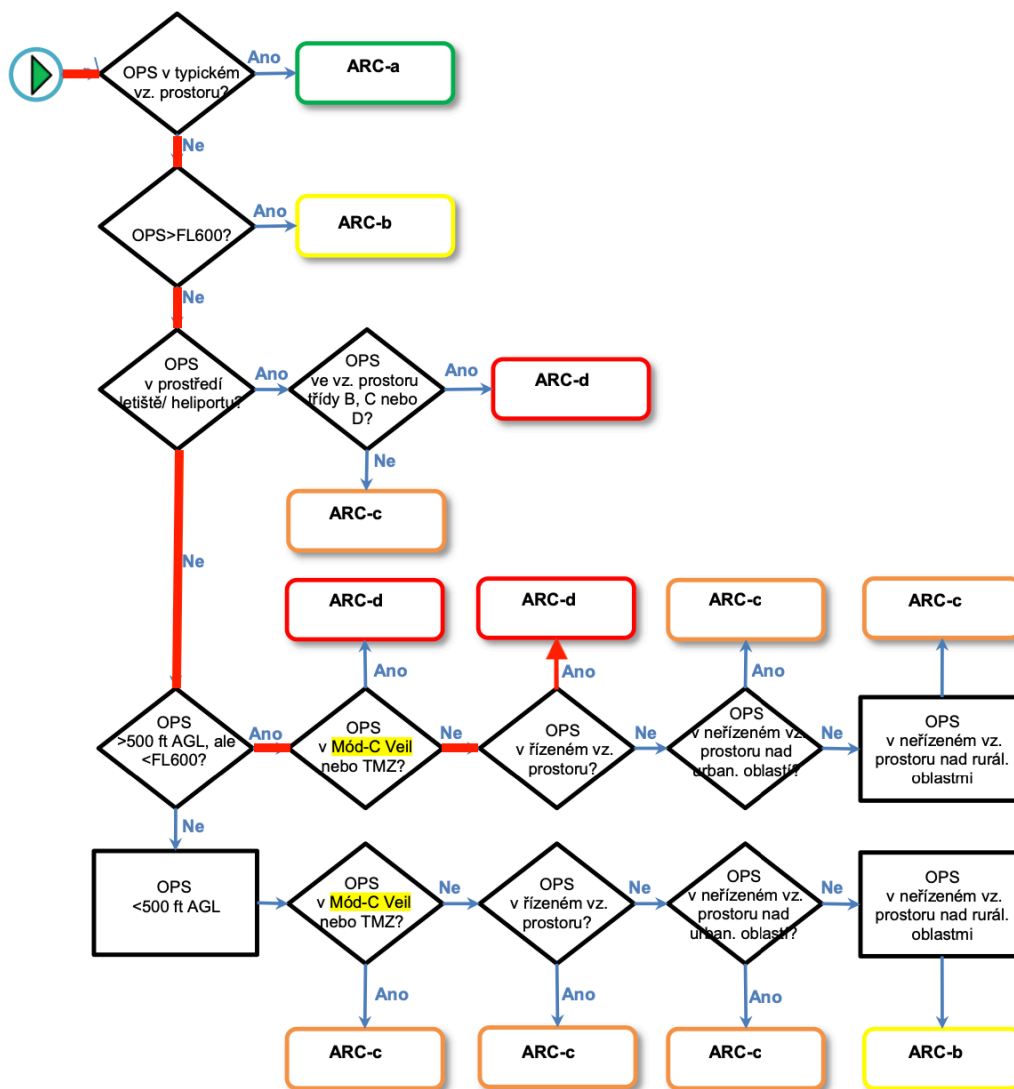 Ano
ARC-a
OPS v typickém
vz. prostoru?
Ne
Ano
ARC-b
OPS>FL600?
Ne
OPS
v prostředí
letiště/ heliportu?
Ano
OPS
ve vz. prostoru
třídy B, C nebo
D?
Ano
ARC-d
Ne
ARC-c
Ne
ARC-d
ARC-d
ARC-c
ARC-c
Ano
Ano
Ano
OPS
>500 ft AGL, ale
<FL600?
Ano
OPS
v Mód-C Veil
nebo TMZ?
Ne
OPS
v řízeném vz.
prostoru?
Ne
OPS
v neřízeném vz.
prostoru nad
urban. oblastí?
Ne
OPS
v neřízeném vz.
prostoru nad rurál.
oblastmi
Ne
OPS
<500 ft AGL
OPS
v Mód-C Veil
nebo TMZ?
Ne
OPS
v řízeném vz.
prostoru?
Ne
OPS
v neřízeném vz.
prostoru nad
urban. oblastí?
Ne
OPS
v neřízeném vz.
prostoru nad rurál.
oblastmi
Ano
Ano
Ano
ARC-c
ARC-c
ARC-c
ARC-b